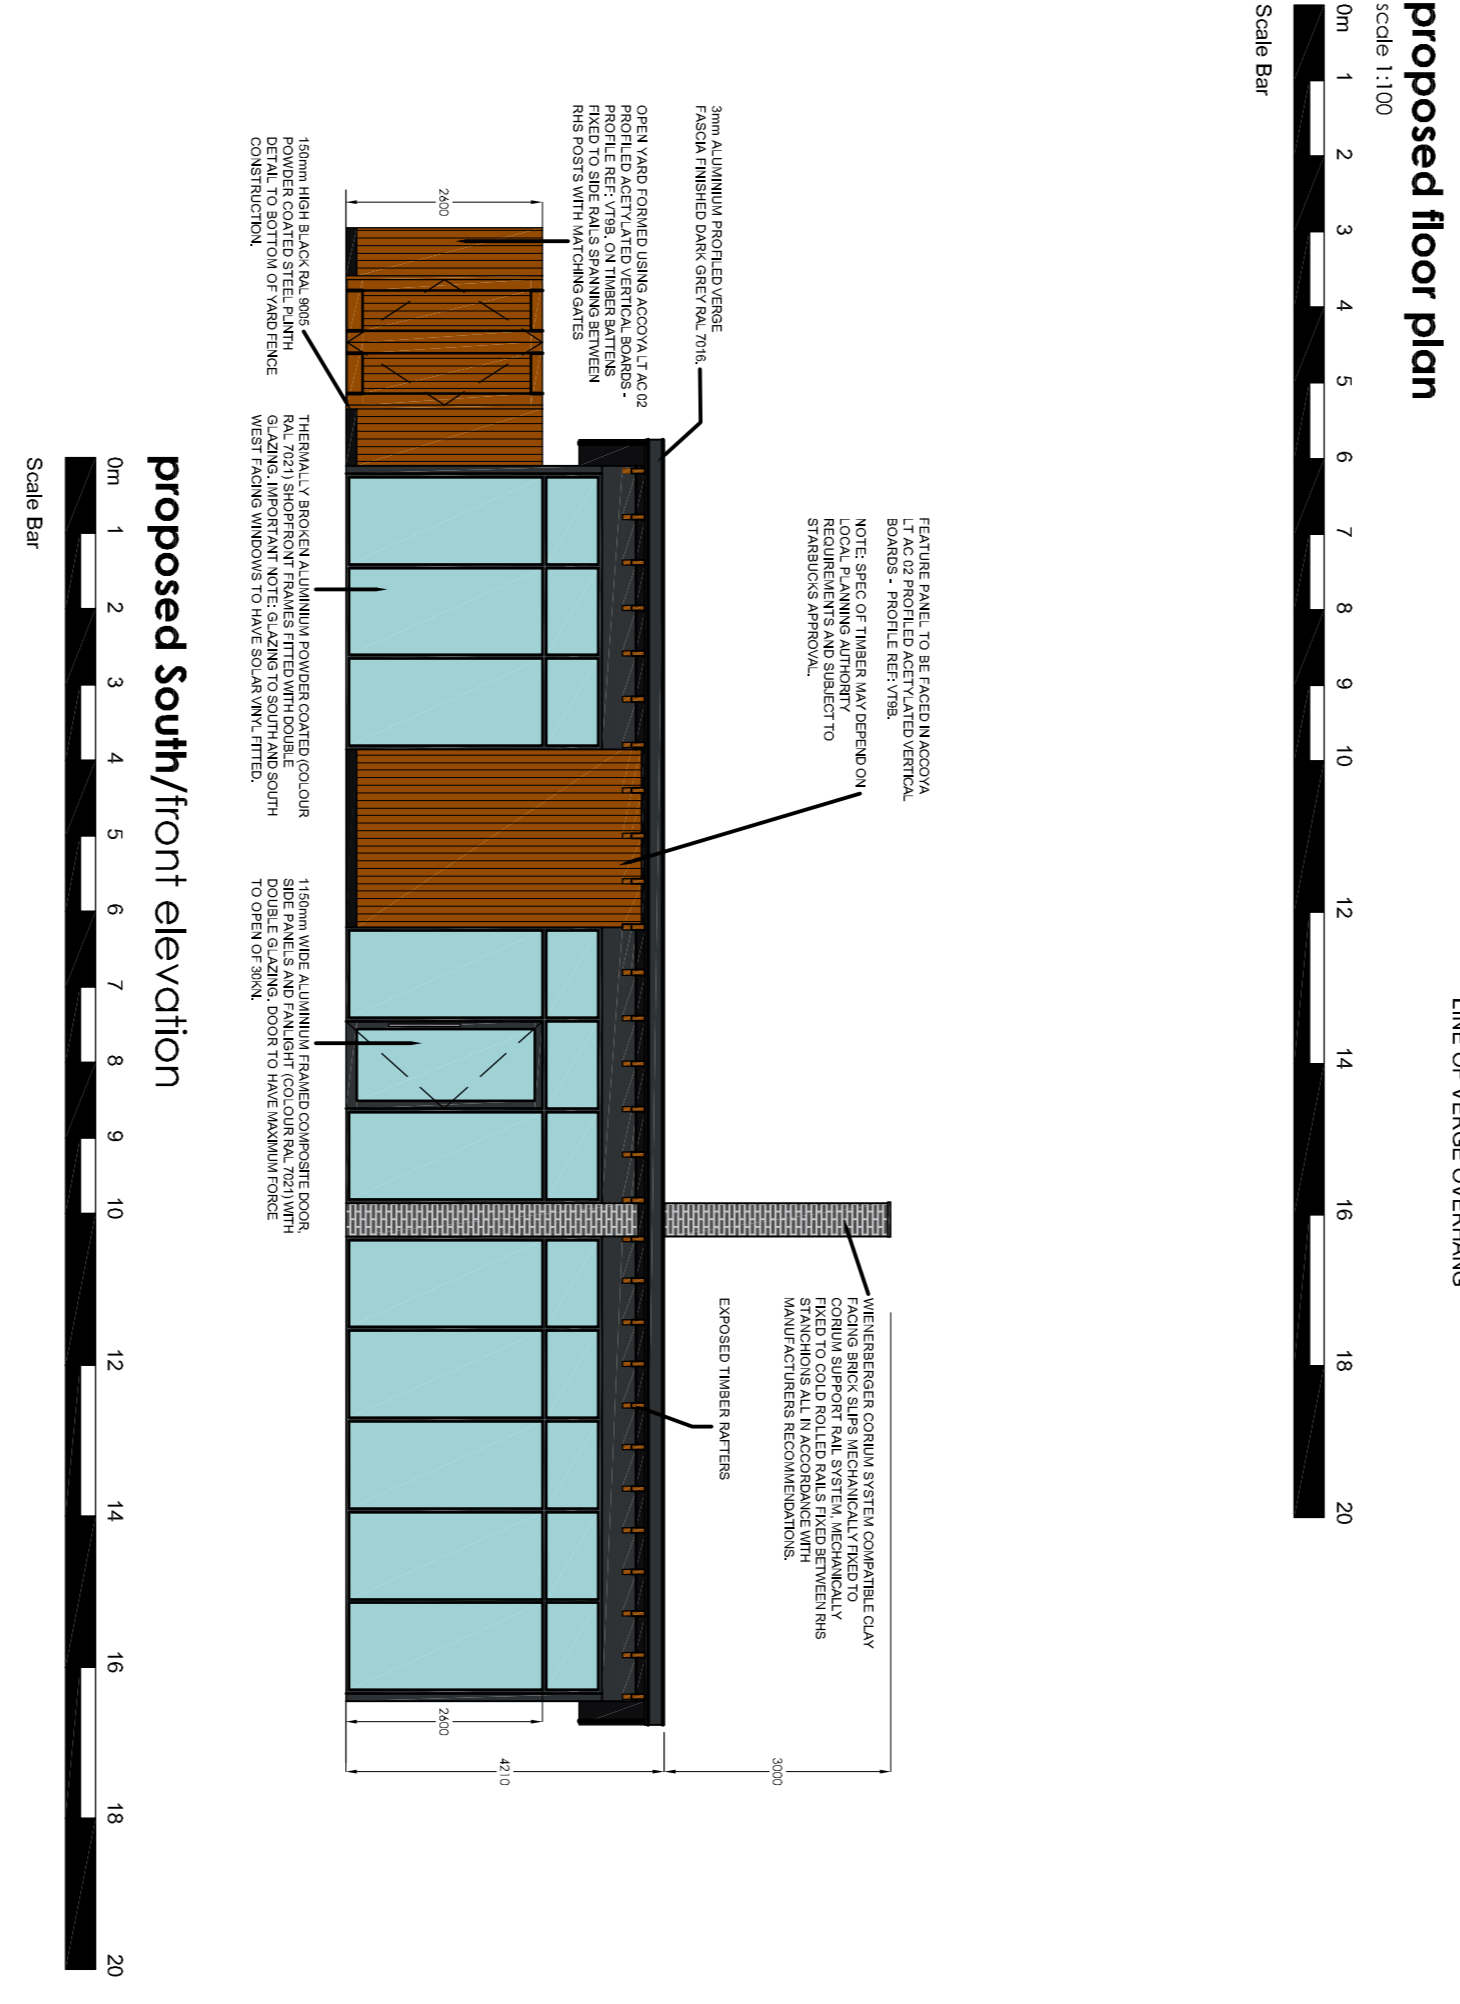 LINE OF VERGE OVERHANG
proposed floor plan
scale 1:100
0m 1 2 3 4 5 6 7 8 9 10 12 14 16 18 20
Scale Bar
FEATURE PANEL TO BE FACED IN ACCOYA
LT AC 02 PROFILED ACETYLATED VERTICAL
BOARDS - PROFILE REF: VT9B.
NOTE: SPEC OF TIMBER MAY DEPEND ON
LOCAL PLANNING AUTHORITY
REQUIREMENTS AND SUBJECT TO
STARBUCKS APPROVAL.
WIENERBERGER CORIUM SYSTEM COMPATIBLE CLAY
FACING BRICK SLIPS MECHANICALLY FIXED TO
CORIUM SUPPORT RAIL SYSTEM, MECHANICALLY
FIXED TO COLD ROLLED RAILS FIXED BETWEEN RHS
STANCHIONS ALL IN ACCORDANCE WITH
MANUFACTURERS RECOMMENDATIONS.
3mm ALUMINIUM PROFILED VERGE
FASCIA FINISHED DARK GREY RAL 7016.
EXPOSED TIMBER RAFTERS
OPEN YARD FORMED USING ACCOYA LT AC 02
PROFILED ACETYLATED VERTICAL BOARDS -
PROFILE REF: VT9B. ON TIMBER BATTENS
FIXED TO SIDE RAILS SPANNING BETWEEN
RHS POSTS WITH MATCHING GATES
3000
4210
2600
2600
150mm HIGH BLACK RAL 9005
POWDER COATED STEEL PLINTH
DETAIL TO BOTTOM OF YARD FENCE
CONSTRUCTION.
THERMALLY BROKEN ALUMINIUM POWDER COATED (COLOUR
RAL 7021) SHOPFRONT FRAMES FITTED WITH DOUBLE
GLAZING. IMPORTANT NOTE: GLAZING TO SOUTH AND SOUTH
WEST FACING WINDOWS TO HAVE SOLAR VINYL FITTED.
1150mm WIDE ALUMINIUM FRAMED COMPOSITE DOOR,
SIDE PANELS AND FANLIGHT (COLOUR RAL 7021) WITH
DOUBLE GLAZING. DOOR TO HAVE MAXIMUM FORCE
TO OPEN OF 30KN.
proposed South/front elevation
0m 1 2 3 4 5 6 7 8 9 10 12 14 16 18 20
Scale Bar